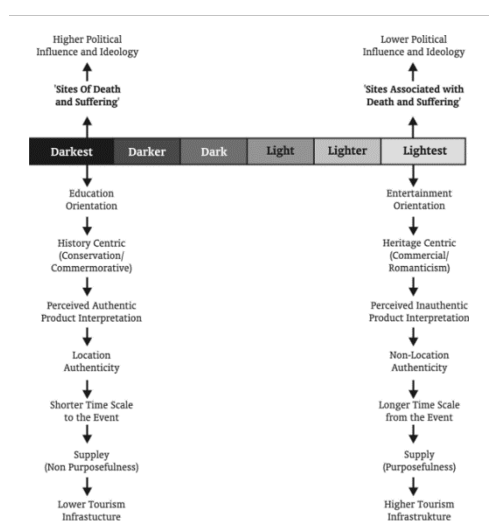 Higher Political
Influence and Ideology
Lower Political
Influence and Ideology
'Sites Of Death
and Suffering'
'Sites Associated with
Death and Suffering'
Darkest Darker Dark Light Lighter Lightest
Education
Orientation
Entertainment
Orientation
History Centric
(Conservation/
Commermorative)
Heritage Centric
(Commercial/
Romanticism)
Perceived Authentic
Product Interpretation
Perceived Inauthentic
Product Interpretation
Location
Authenticity
Non-Location
Authenticity
Shorter Time Scale
to the Event
Longer Time Scale
from the Event
Suppley
(Non Purposefulness)
Supply
(Purposefulness)
Lower Tourism
Infrastucture
Higher Tourism
Infrastrukture